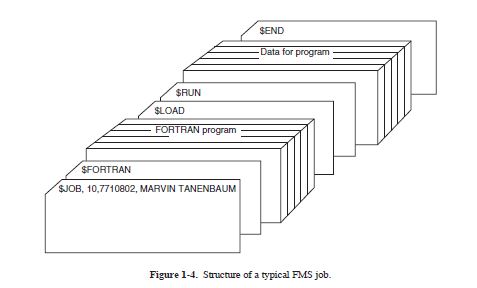 $END
Data for program
$RUN
$LOAD
FORTRAN program
$FORTRAN
$JOB, 10,7710802, MARVIN TANENBAUM
Figure 1-4. Structure of a typical FMS job.